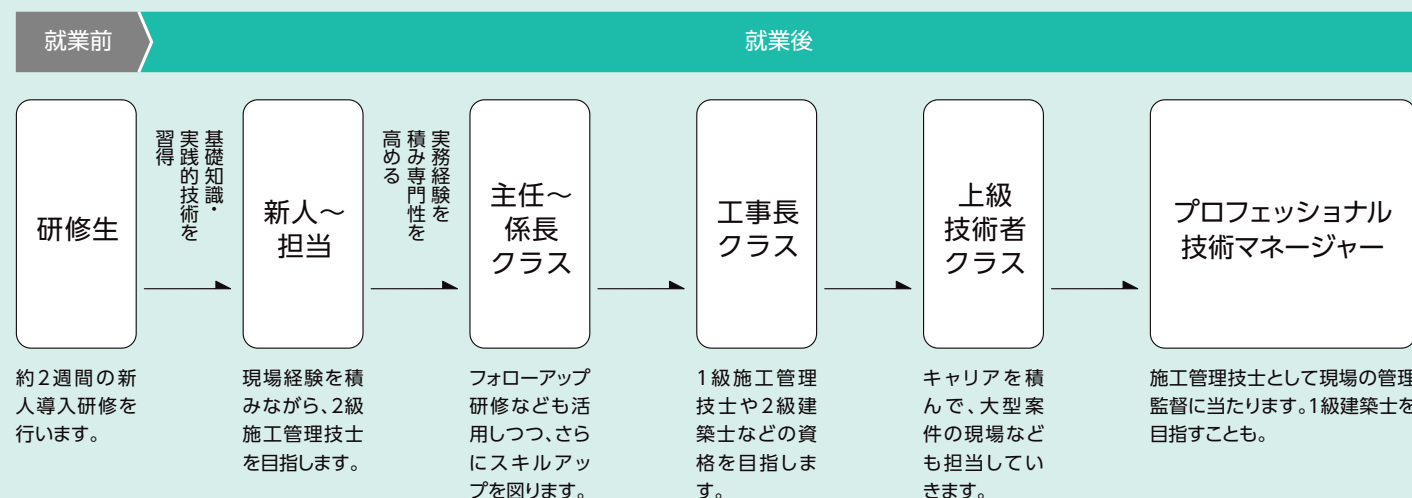 就業前
就業後
研修生
基礎知識・
実践的技術を
習得
新人～
担当
実務経験を
積み専門性を
高める
主任～
係長
クラス
工事長
クラス
上級
技術者
クラス
プロフェッショナル
技術マネージャー
約2週間の新
人導入研修を
行います。
現場経験を積
みながら、2級
施工管理技士
を目指します。
フォローアップ
研修なども活
用しつつ、さら
にスキルアッ
プを図ります。
1級施工管理
技士や2級建
築士などの資
格を目指しま
す。
キャリアを積
んで、大型案
件の現場など
も担当してい
きます。
施工管理技士として現場の管理
監督に当たります。1級建築士を
目指すことも。